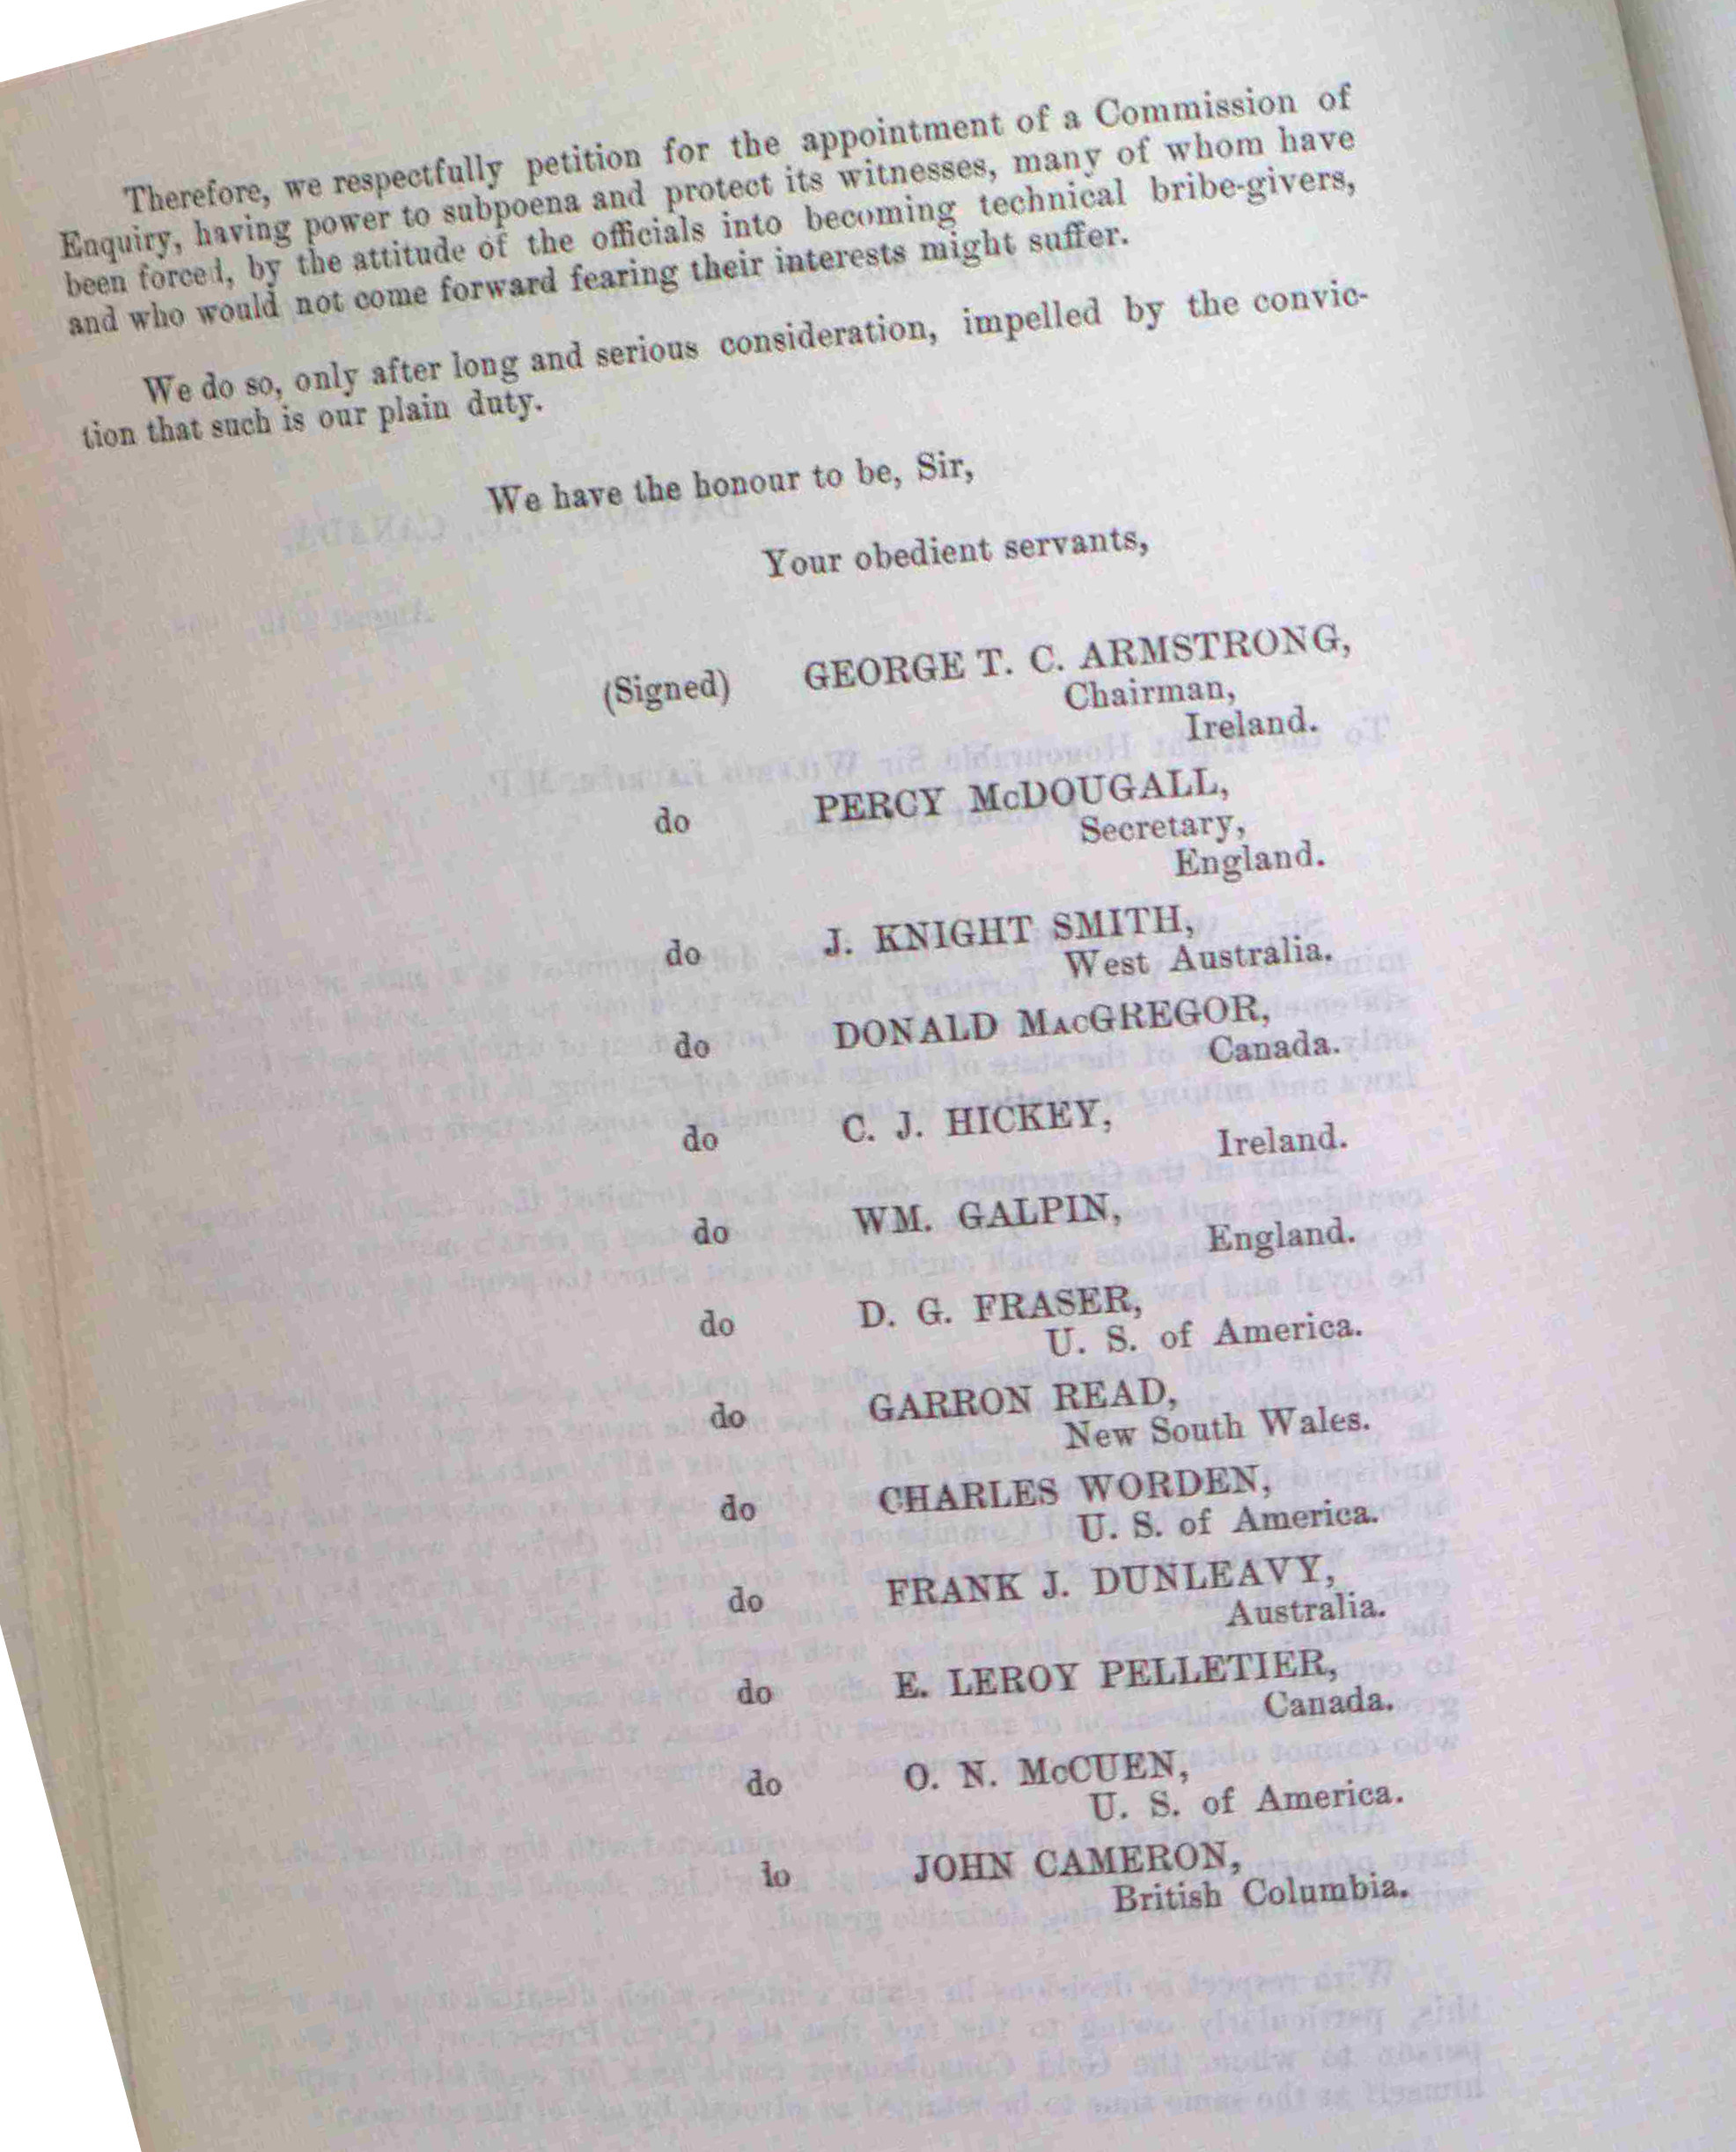 Therefore, we respectfully petition for the appointment of a Commission of
Enquiry, having power to subpoena and protect its witnesses, many of whom have
been forced, by the attitude of the officials into becoming technical bribe-givers,
and who would not come forward fearing their interests might suffer.
We do so, only after long and serious consideration, impelled by the convic-
tion that such is our plain duty.
We have the honour to be, Sir,
Your obedient servants,
(Signed) GEORGE T. C. ARMSTRONG,
Chairman,
Ireland.
do PERCY McDOUGALL,
Secretary,
England.
do J. KNIGHT SMITH,
West Australia.
do DONALD MacGREGOR,
Canada.
do C. J. HICKEY,
Ireland.
do WM. GALPIN,
England.
do D. G. FRASER,
U. S. of America.
do GARRON READ,
New South Wales.
do CHARLES WORDEN,
U. S. of America.
do FRANK J. DUNLEAVY,
Australia.
do E. LEROY PELLETIER,
Canada.
do O. N. McCUEN,
U. S. of America.
lo JOHN CAMERON,
British Columbia.